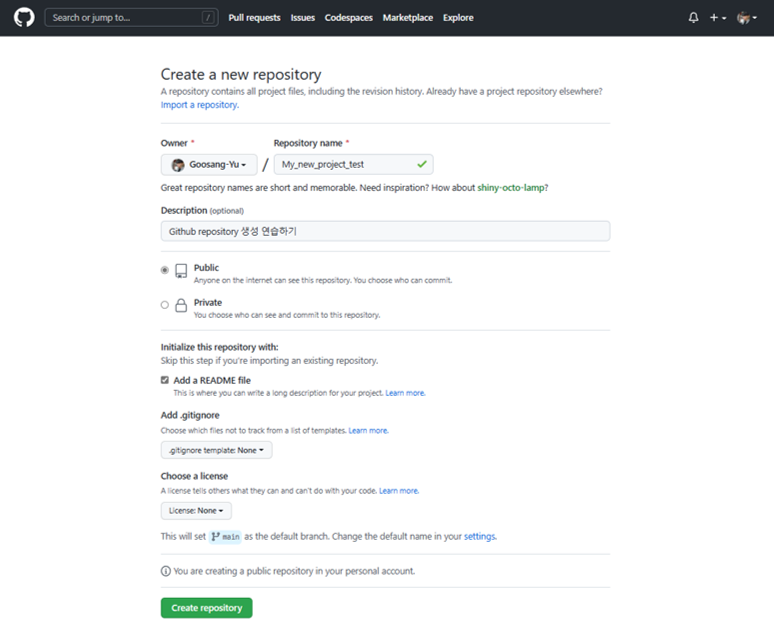 Search or jump to... /
Pull requests Issues Codespaces Marketplace Explore
Create a new repository
A repository contains all project files, including the revision history. Already have a project repository elsewhere?
Import a repository.
Owner * Repository name *
Goosang-Yu / My_new_project_test
Great repository names are short and memorable. Need inspiration? How about shiny-octo-lamp?
Description (optional)
Github repository 생성 연습하기
Public
Anyone on the internet can see this repository. You choose who can commit.
Private
You choose who can see and commit to this repository.
Initialize this repository with:
Skip this step if you're importing an existing repository.
Add a README file
This is where you can write a long description for your project. Learn more.
Add .gitignore
Choose which files not to track from a list of templates. Learn more.
.gitignore template: None
Choose a license
A license tells others what they can and can't do with your code. Learn more.
License: None
This will set main as the default branch. Change the default name in your settings.
You are creating a public repository in your personal account.
Create repository